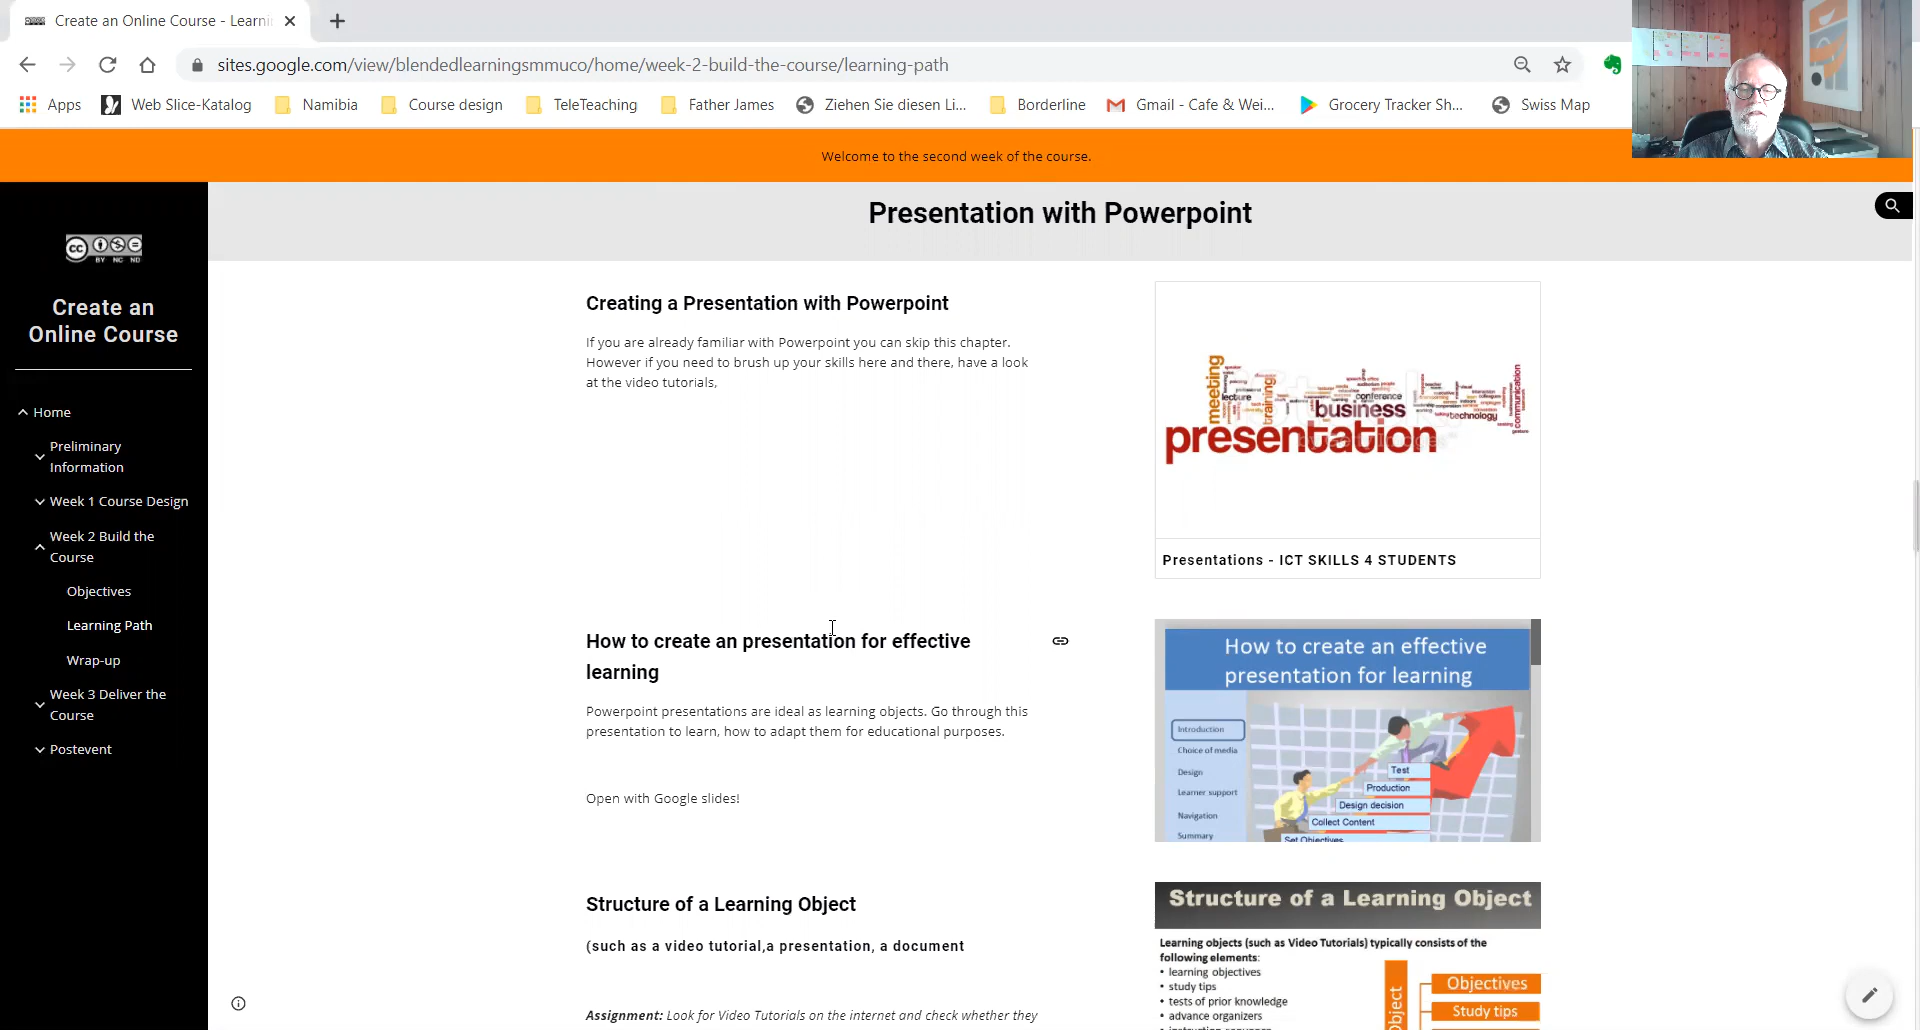 Create an Online Course - Learni
sites.google.com/view/blendedlearningsmmuco/home/week-2-build-the-course/learning-path
Apps
Web Slice-Katalog
Namibia
Course design
TeleTeaching
Father James
Ziehen Sie diesen Li...
Borderline
Gmail - Cafe & Wei...
Grocery Tracker Sh...
Swiss Map
Welcome to the second week of the course.
cc
BY NC ND
Create an
Online Course
Home
Preliminary
Information
Week 1 Course Design
Week 2 Build the
Course
Objectives
Learning Path
Wrap-up
Week 3 Deliver the
Course
Postevent
Presentation with Powerpoint
Creating a Presentation with Powerpoint
If you are already familiar with Powerpoint you can skip this chapter.
However if you need to brush up your skills here and there, have a look
at the video tutorials,
meeting
lecture
training
conference
business
technology
communication
presentation
Presentations - ICT SKILLS 4 STUDENTS
How to create an presentation for effective
learning
Powerpoint presentations are ideal as learning objects. Go through this
presentation to learn, how to adapt them for educational purposes.
Open with Google slides!
How to create an effective
presentation for learning
Introduction
Choice of media
Design
Learner support
Navigation
Summary
Test
Production
Design decision
Collect Content
Set Objectives
Structure of a Learning Object
(such as a video tutorial,a presentation, a document
Assignment: Look for Video Tutorials on the internet and check whether they
Structure of a Learning Object
Learning objects (such as Video Tutorials) typically consists of the
following elements:
• learning objectives
• study tips
• tests of prior knowledge
• advance organizers
Object
Objectives
Study tips